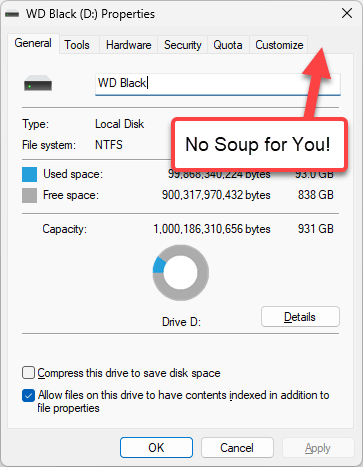 WD Black (D:) Properties
General Tools Hardware Security Quota Customize
WD Black
No Soup for You!
Type: Local Disk
File system: NTFS
Used space: 99,868,340,224 bytes 93.0 GB
Free space: 900,317,970,432 bytes 838 GB
Capacity: 1,000,186,310,656 bytes 931 GB
Drive D:
Details
Compress this drive to save disk space
Allow files on this drive to have contents indexed in addition to
file properties
OK Cancel Apply